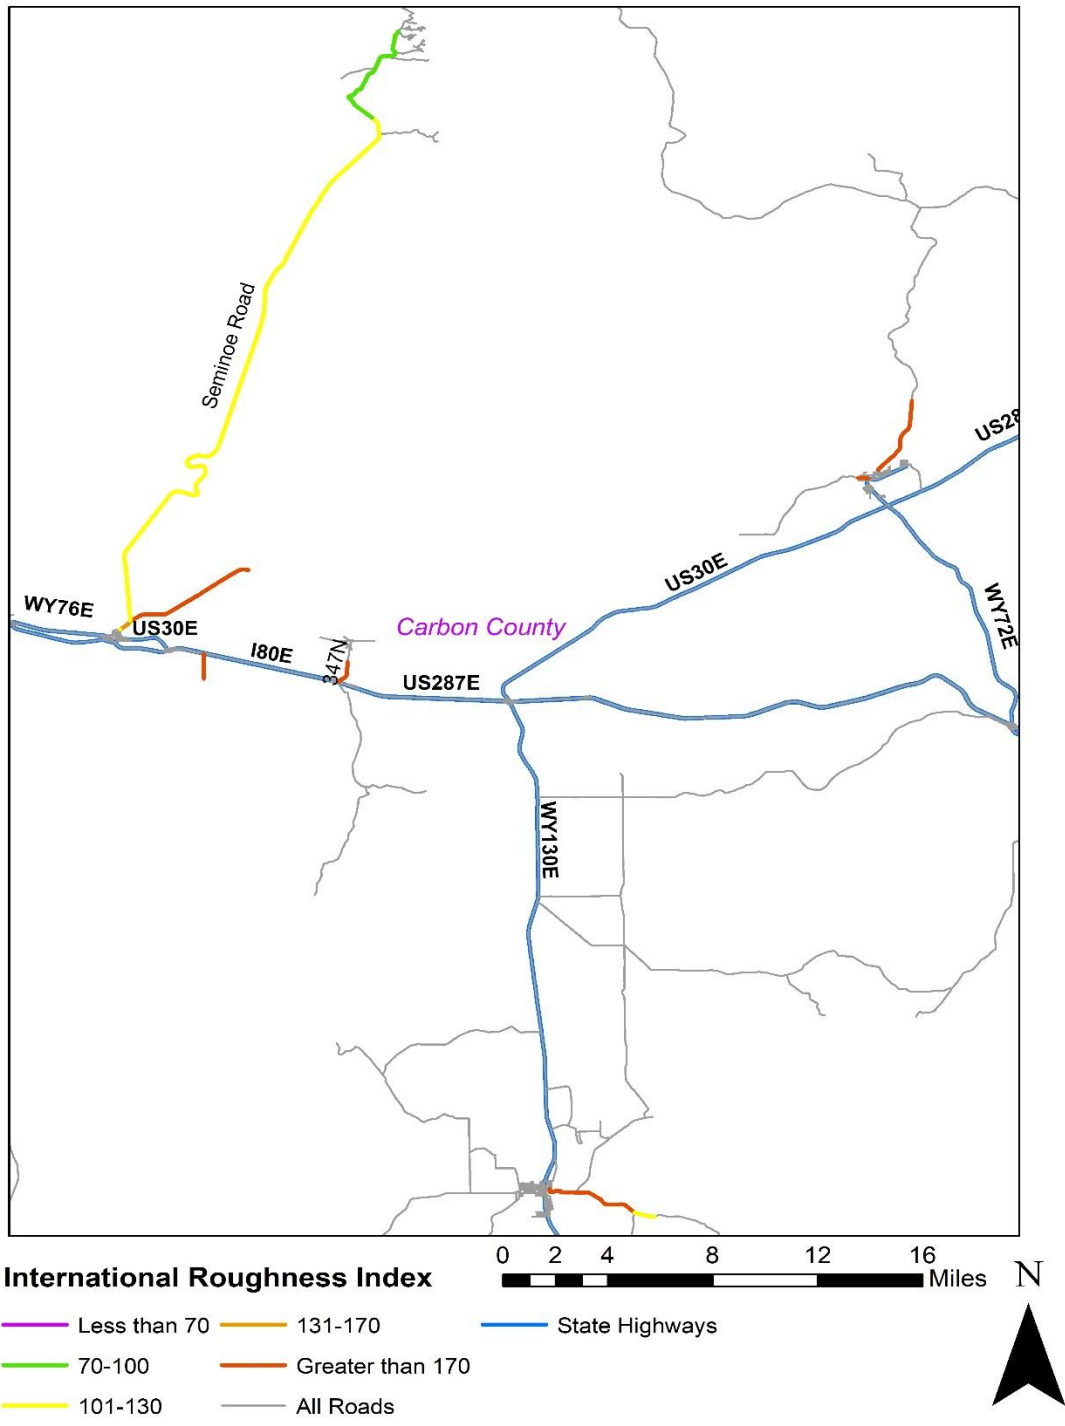 Seminoe Road
US28
US30E
WY76E
US30E
WY72E
Carbon County
I80E
347N
US287E
WY130E
0 2 4 8 12 16
Miles
N
International Roughness Index
Less than 70
131-170
State Highways
70-100
Greater than 170
101-130
All Roads